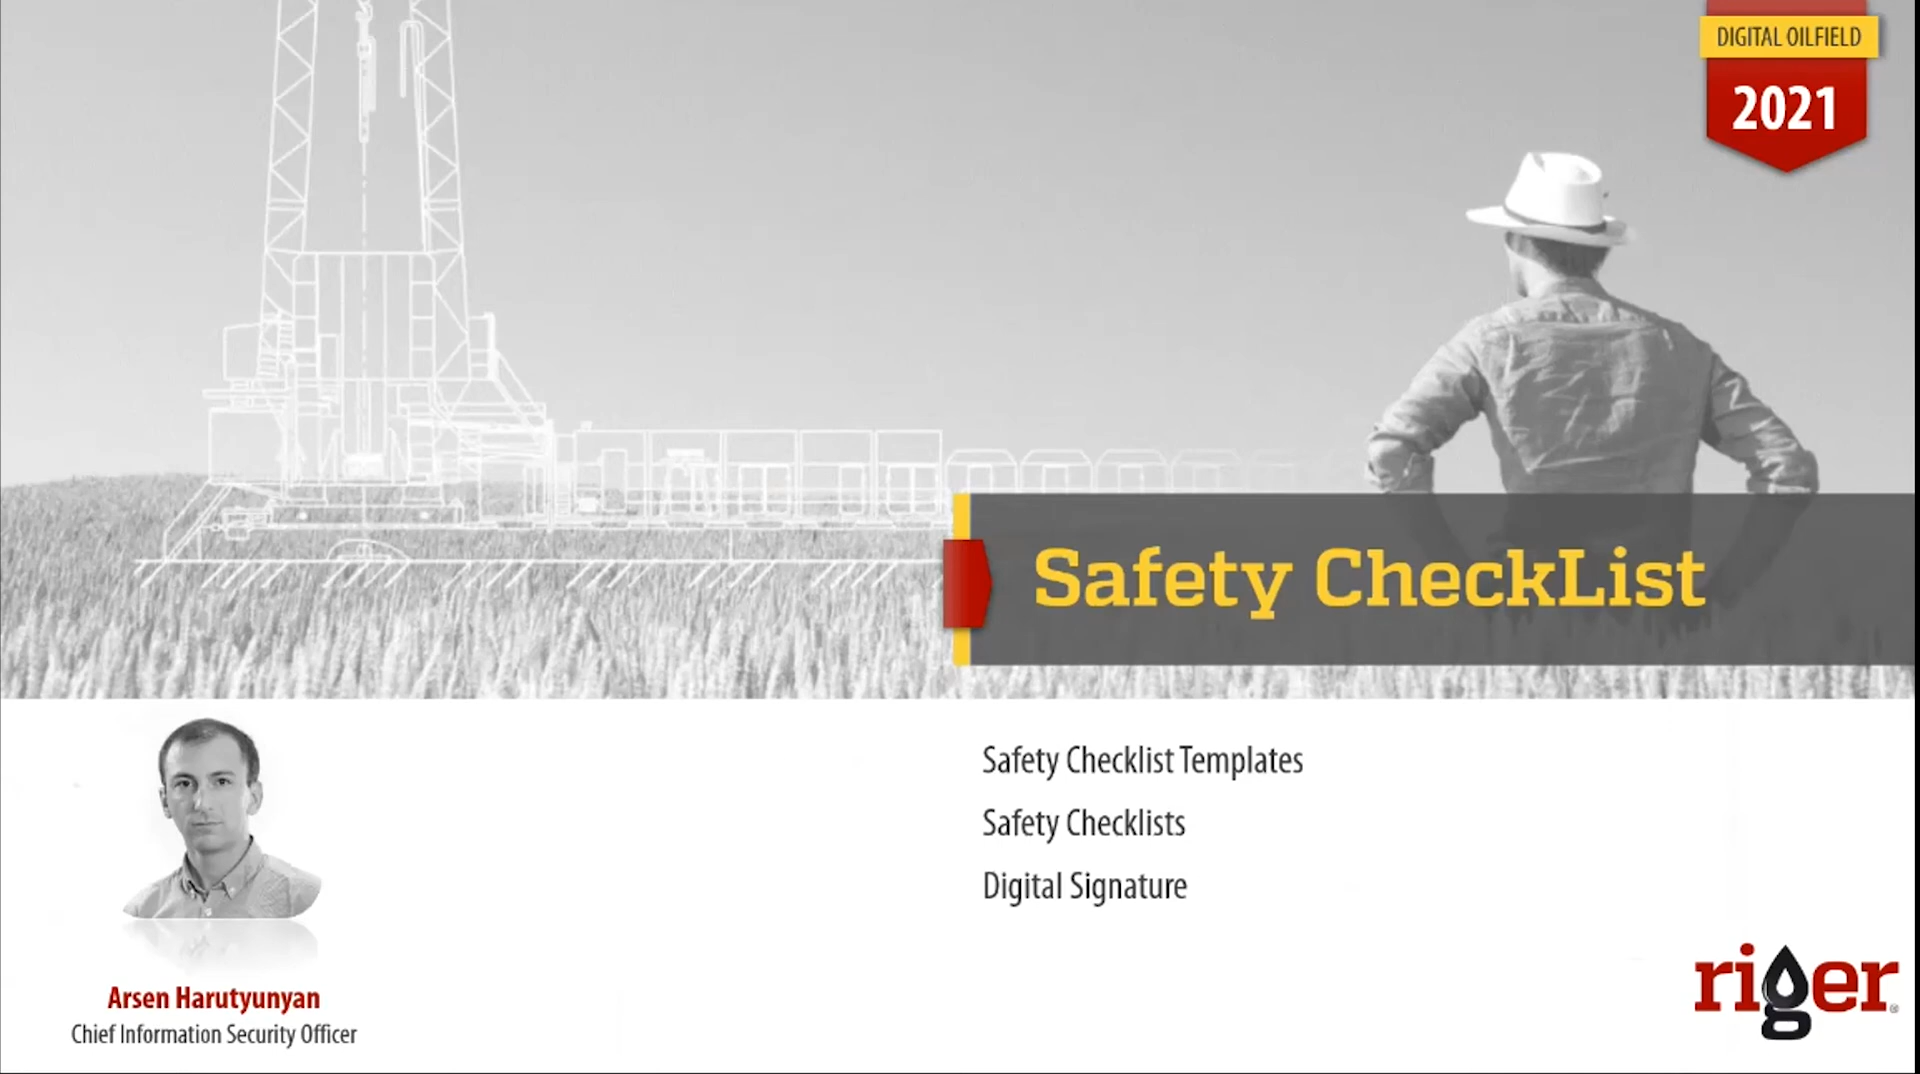 DIGITAL OILFIELD
2021
Safety CheckList
Safety Checklist Templates
Safety Checklists
Digital Signature
Arsen Harutyunyan
Chief Information Security Officer
riger®